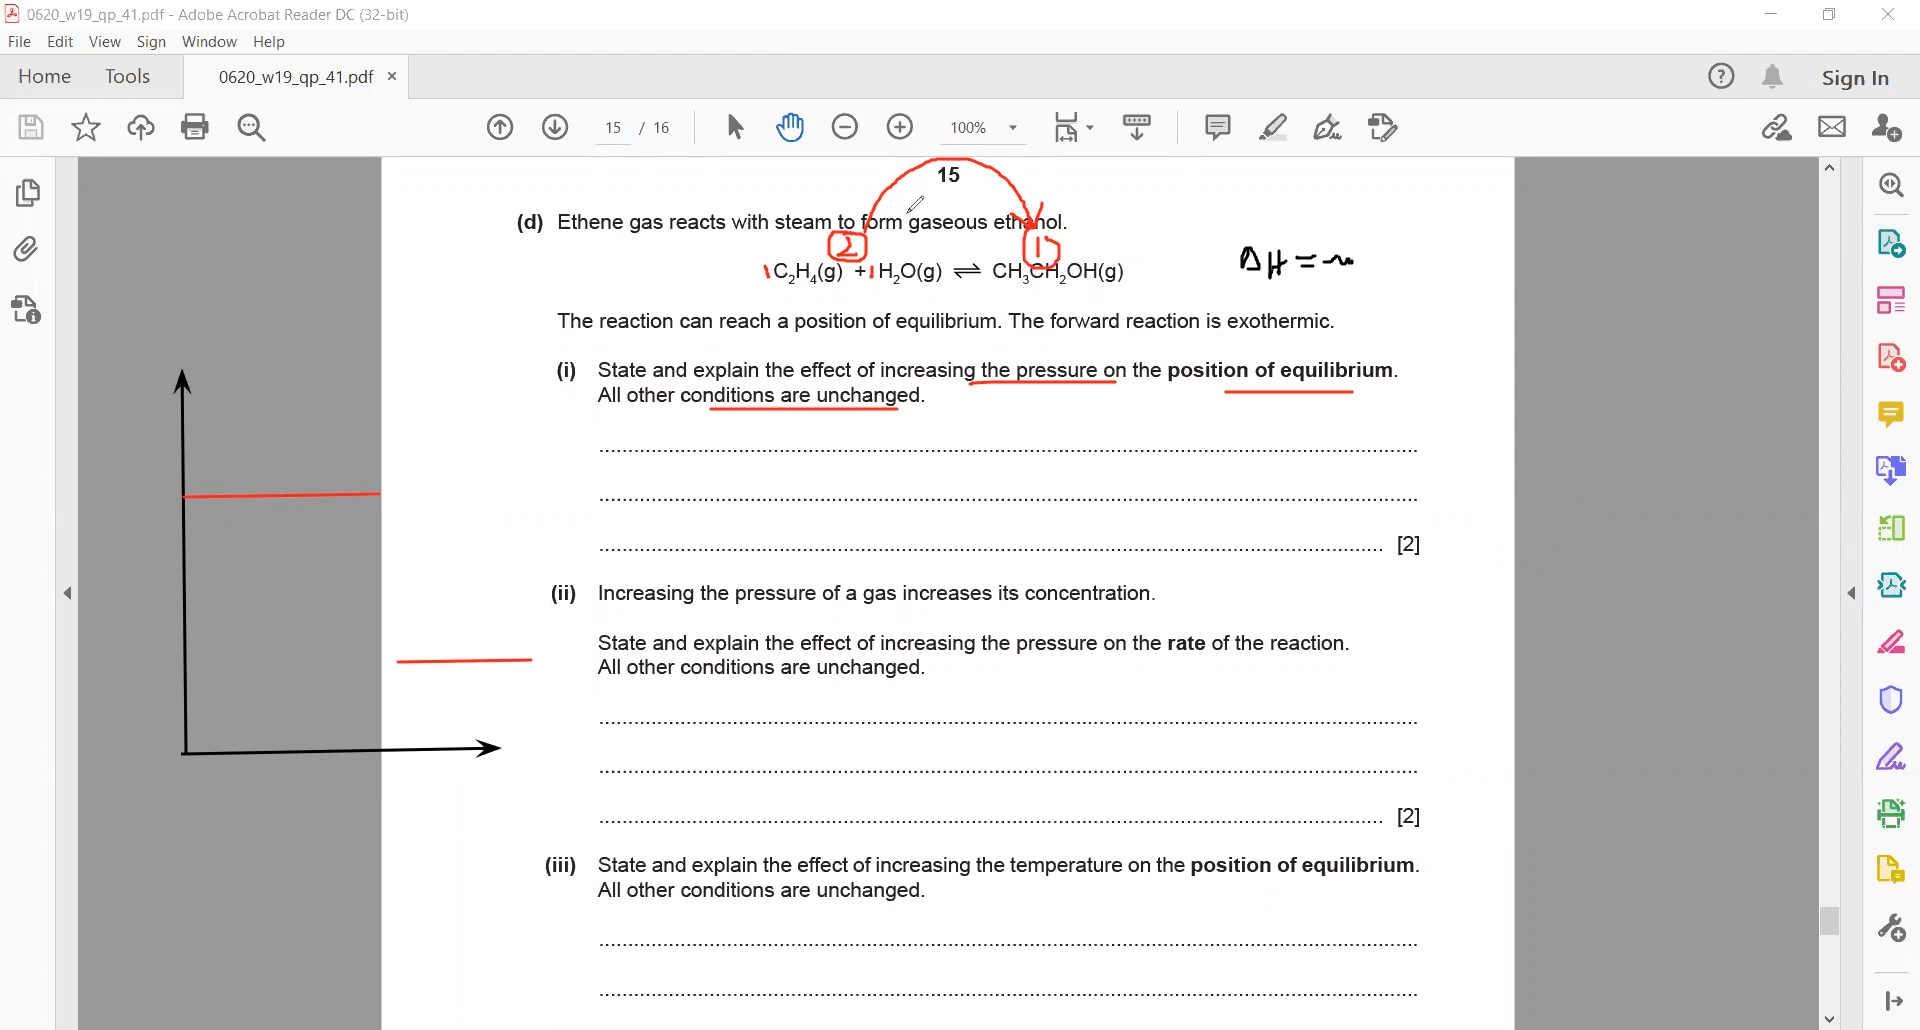 0620_w19_qp_41.pdf - Adobe Acrobat Reader DC (32-bit)
File Edit View Sign Window Help
Home Tools 0620_w19_qp_41.pdf × Sign In
15 / 16 100%
15
(d) Ethene gas reacts with steam to form gaseous ethanol.
2 1
1C₂H₄(g) + 1H₂O(g) ⇌ CH₃CH₂OH(g) ΔH = -
The reaction can reach a position of equilibrium. The forward reaction is exothermic.
(i) State and explain the effect of increasing the pressure on the position of equilibrium.
All other conditions are unchanged.
[2]
(ii) Increasing the pressure of a gas increases its concentration.
State and explain the effect of increasing the pressure on the rate of the reaction.
All other conditions are unchanged.
[2]
(iii) State and explain the effect of increasing the temperature on the position of equilibrium.
All other conditions are unchanged.